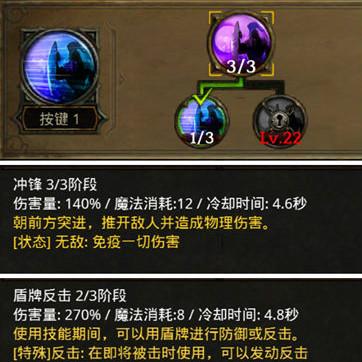 3/3
按键 1
1/3
Lv.22
冲锋 3/3阶段
伤害量: 140% / 魔法消耗:12 / 冷却时间: 4.6秒
朝前方突进，推开敌人并造成物理伤害。
[状态] 无敌: 免疫一切伤害
盾牌反击 2/3阶段
伤害量: 270% / 魔法消耗:8 / 冷却时间: 4.8秒
使用技能期间，可以用盾牌进行防御或反击。
[特殊]反击: 在即将被击时使用，可以发动反击